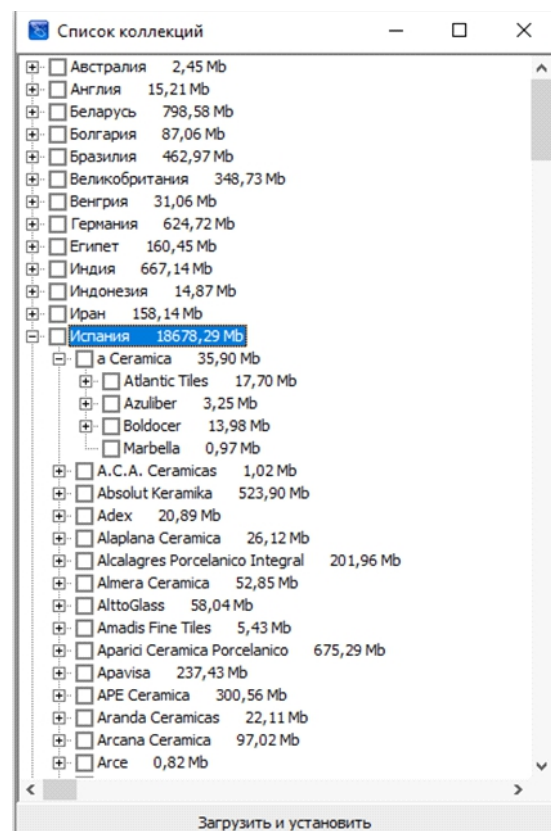 Список коллекций
Австралия 2,45 Mb
Англия 15,21 Mb
Беларусь 798,58 Mb
Болгария 87,06 Mb
Бразилия 462,97 Mb
Великобритания 348,73 Mb
Венгрия 31,06 Mb
Германия 624,72 Mb
Египет 160,45 Mb
Индия 667,14 Mb
Индонезия 14,87 Mb
Иран 158,14 Mb
Испания 18678,29 Mb
a Ceramica 35,90 Mb
Atlantic Tiles 17,70 Mb
Azuliber 3,25 Mb
Boldocer 13,98 Mb
Marbella 0,97 Mb
A.C.A. Ceramicas 1,02 Mb
Absolut Keramika 523,90 Mb
Adex 20,89 Mb
Alaplana Ceramica 26,12 Mb
Alcalagres Porcelanico Integral 201,96 Mb
Almera Ceramica 52,85 Mb
AlttoGlass 58,04 Mb
Amadis Fine Tiles 5,43 Mb
Aparici Ceramica Porcelanico 675,29 Mb
Apavisa 237,43 Mb
APE Ceramica 300,56 Mb
Aranda Ceramicas 22,11 Mb
Arcana Ceramica 97,02 Mb
Arce 0,82 Mb
Загрузить и установить